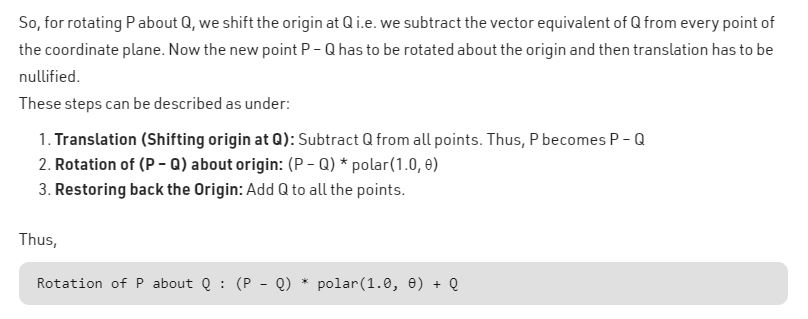 So, for rotating P about Q, we shift the origin at Q i.e. we subtract the vector equivalent of Q from every point of
the coordinate plane. Now the new point P – Q has to be rotated about the origin and then translation has to be
nullified.
These steps can be described as under:
1. Translation (Shifting origin at Q): Subtract Q from all points. Thus, P becomes P – Q
2. Rotation of (P – Q) about origin: (P – Q) * polar(1.0, θ)
3. Restoring back the Origin: Add Q to all the points.
Thus,
Rotation of P about Q : (P – Q) * polar(1.0, θ) + Q